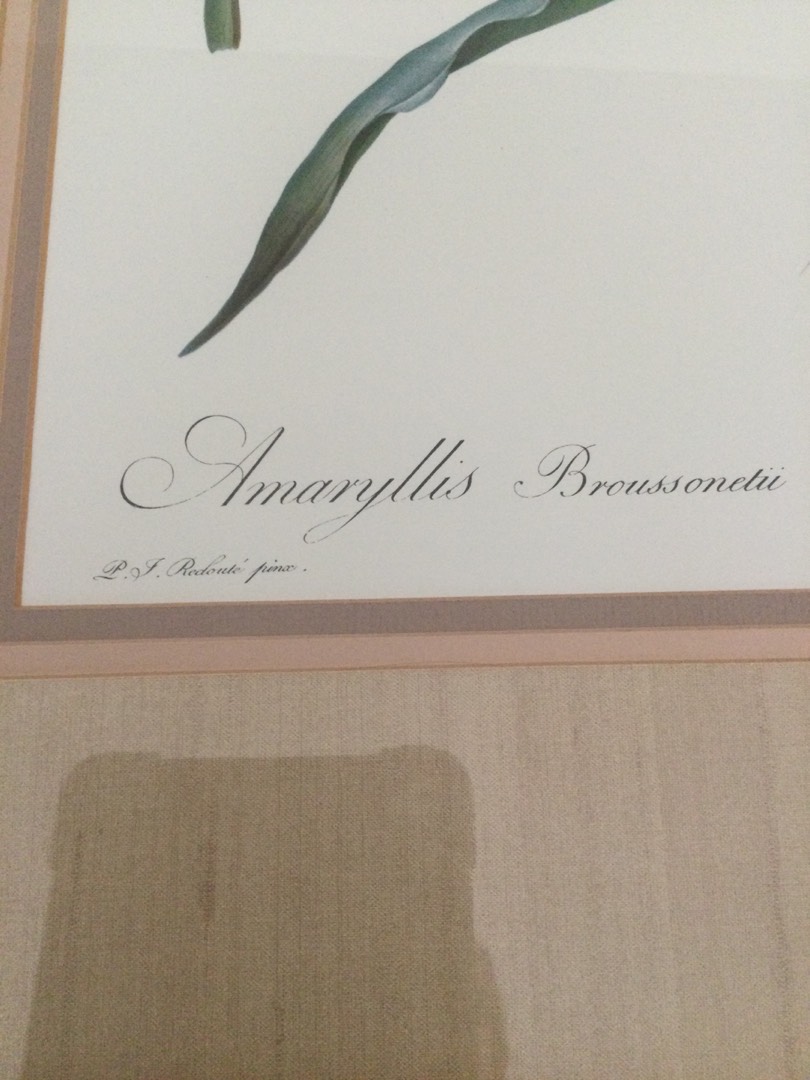 Amaryllis Broussonetii
P. J. Redouté pinx.